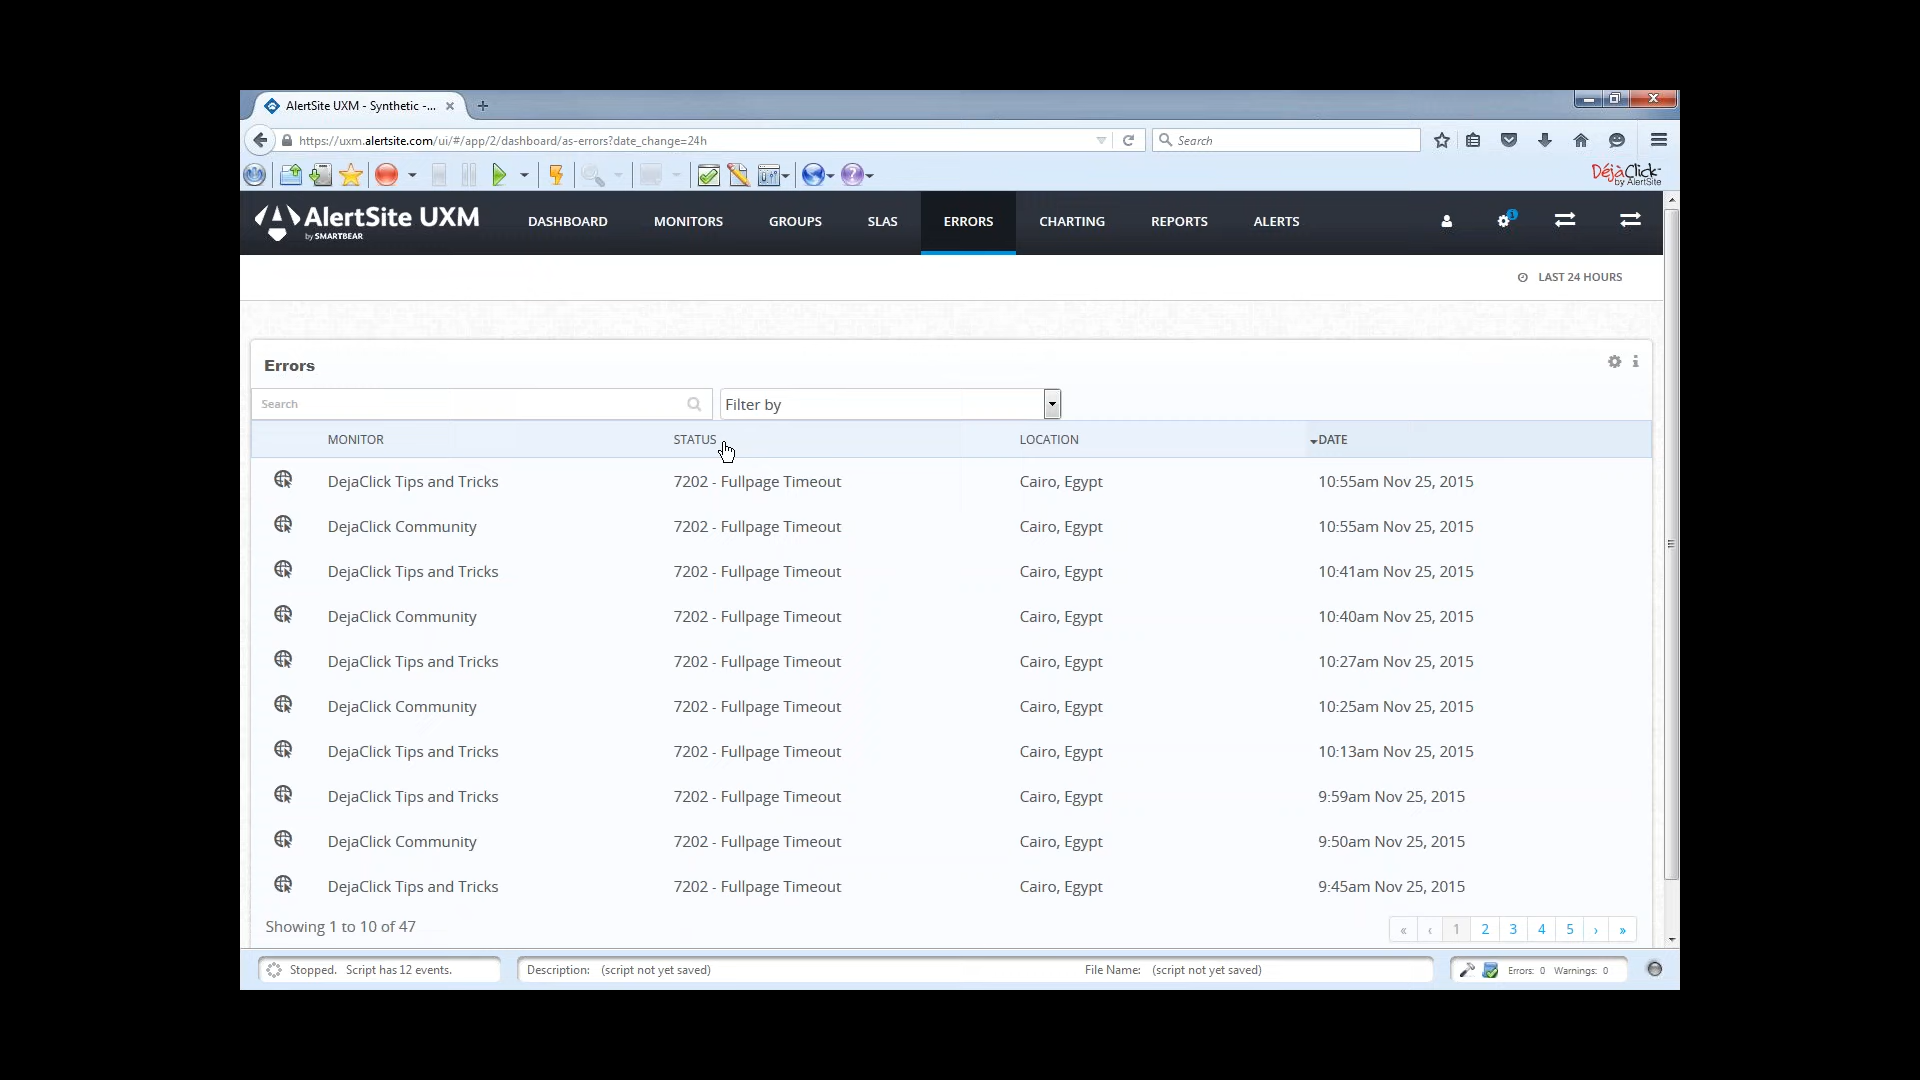 AlertSite UXM - Synthetic -...
https://uxm.alertsite.com/ui/#/app/2/dashboard/as-errors?date_change=24h
Search
DéjaClick
by AlertSite
AlertSite UXM
by SMARTBEAR
DASHBOARD MONITORS GROUPS SLAS ERRORS CHARTING REPORTS ALERTS
1
LAST 24 HOURS
Errors
Search
Filter by
MONITOR STATUS LOCATION DATE
DejaClick Tips and Tricks 7202 - Fullpage Timeout Cairo, Egypt 10:55am Nov 25, 2015
DejaClick Community 7202 - Fullpage Timeout Cairo, Egypt 10:55am Nov 25, 2015
DejaClick Tips and Tricks 7202 - Fullpage Timeout Cairo, Egypt 10:41am Nov 25, 2015
DejaClick Community 7202 - Fullpage Timeout Cairo, Egypt 10:40am Nov 25, 2015
DejaClick Tips and Tricks 7202 - Fullpage Timeout Cairo, Egypt 10:27am Nov 25, 2015
DejaClick Community 7202 - Fullpage Timeout Cairo, Egypt 10:25am Nov 25, 2015
DejaClick Tips and Tricks 7202 - Fullpage Timeout Cairo, Egypt 10:13am Nov 25, 2015
DejaClick Tips and Tricks 7202 - Fullpage Timeout Cairo, Egypt 9:59am Nov 25, 2015
DejaClick Community 7202 - Fullpage Timeout Cairo, Egypt 9:50am Nov 25, 2015
DejaClick Tips and Tricks 7202 - Fullpage Timeout Cairo, Egypt 9:45am Nov 25, 2015
Showing 1 to 10 of 47
« ‹ 1 2 3 4 5 › »
Stopped. Script has 12 events. Description: (script not yet saved) File Name: (script not yet saved) Errors: 0 Warnings: 0